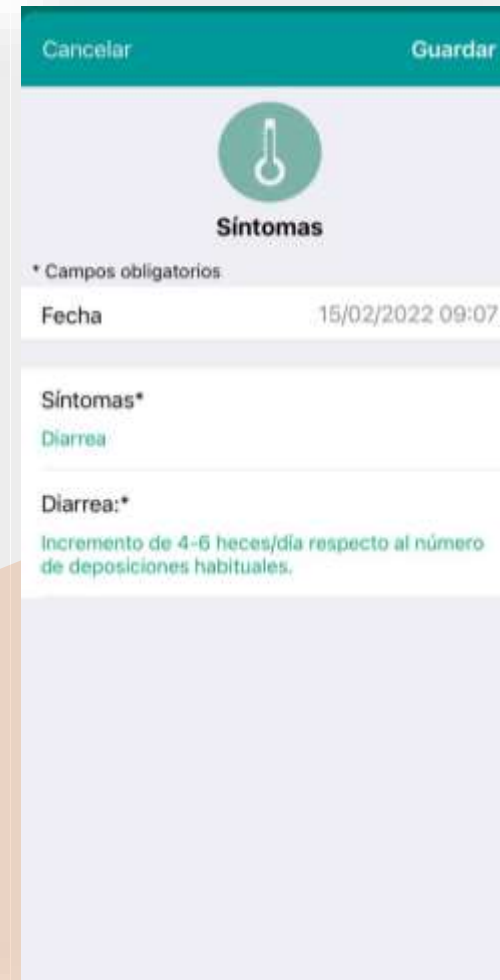 Cancelar Guardar
Síntomas
* Campos obligatorios
Fecha 15/02/2022 09:07
Síntomas*
Diarrea
Diarrea:*
Incremento de 4-6 heces/día respecto al número
de deposiciones habituales.